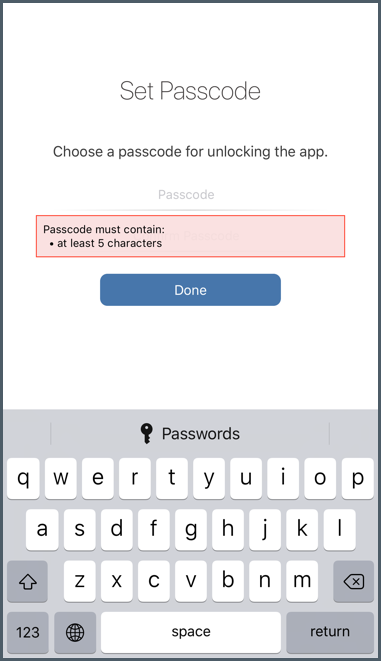 Set Passcode
Choose a passcode for unlocking the app.
Passcode
Passcode must contain:
• at least 5 characters
Done
Passwords
q w e r t y u i o p
a s d f g h j k l
z x c v b n m
123 space return